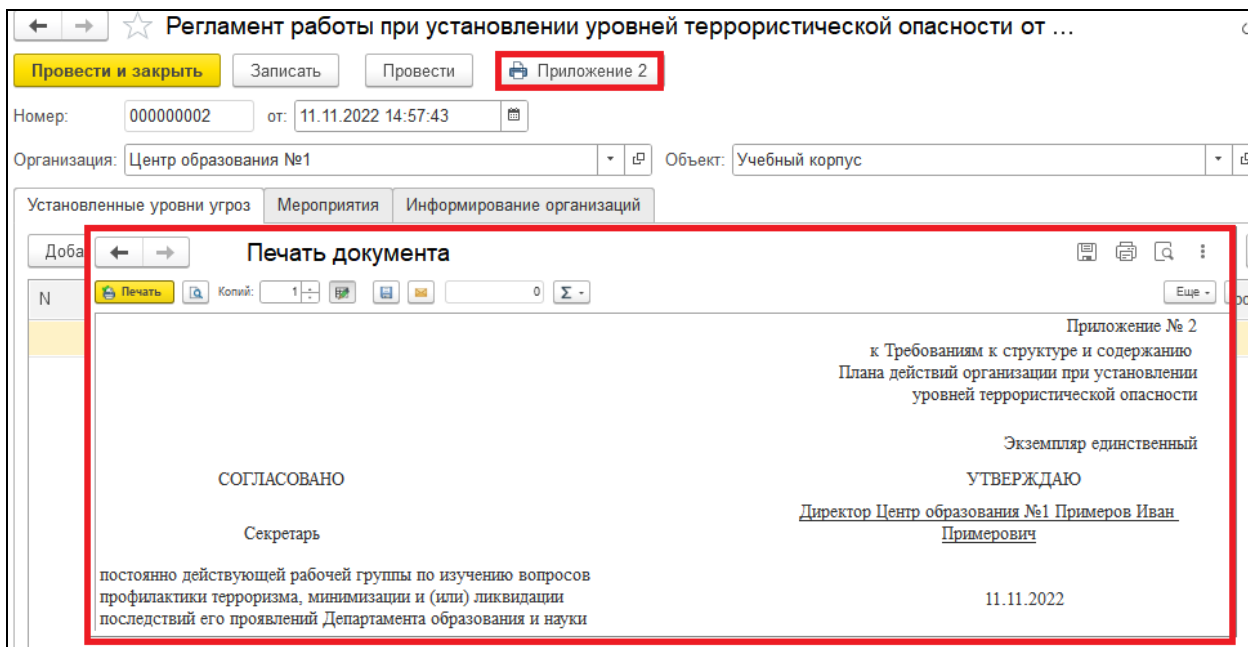 Регламент работы при установлении уровней террористической опасности от ...
Провести и закрыть Записать Провести Приложение 2
Номер: 000000002 от: 11.11.2022 14:57:43
Организация: Центр образования №1 Объект: Учебный корпус
Установленные уровни угроз Мероприятия Информирование организаций
Доба
Печать документа
N
Печать Копий: 1 0 Σ Еще
Приложение № 2
к Требованиям к структуре и содержанию
Плана действий организации при установлении
уровней террористической опасности
Экземпляр единственный
СОГЛАСОВАНО УТВЕРЖДАЮ
Директор Центр образования №1 Примеров Иван
Секретарь Примерович
постоянно действующей рабочей группы по изучению вопросов
профилактики терроризма, минимизации и (или) ликвидации 11.11.2022
последствий его проявлений Департамента образования и науки